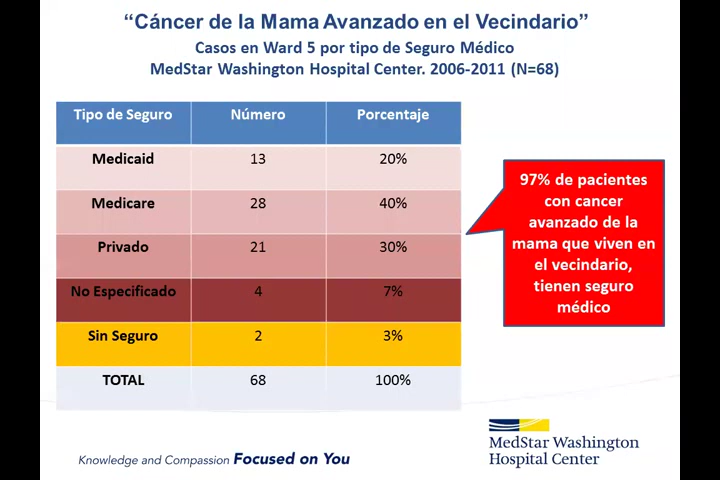 “Cáncer de la Mama Avanzado en el Vecindario”
Casos en Ward 5 por tipo de Seguro Médico
MedStar Washington Hospital Center. 2006-2011 (N=68)
Tipo de Seguro Número Porcentaje
Medicaid 13 20%
Medicare 28 40%
Privado 21 30%
No Especificado 4 7%
Sin Seguro 2 3%
TOTAL 68 100%
97% de pacientes
con cancer
avanzado de la
mama que viven en
el vecindario,
tienen seguro
médico
Knowledge and Compassion Focused on You
MedStar Washington
Hospital Center